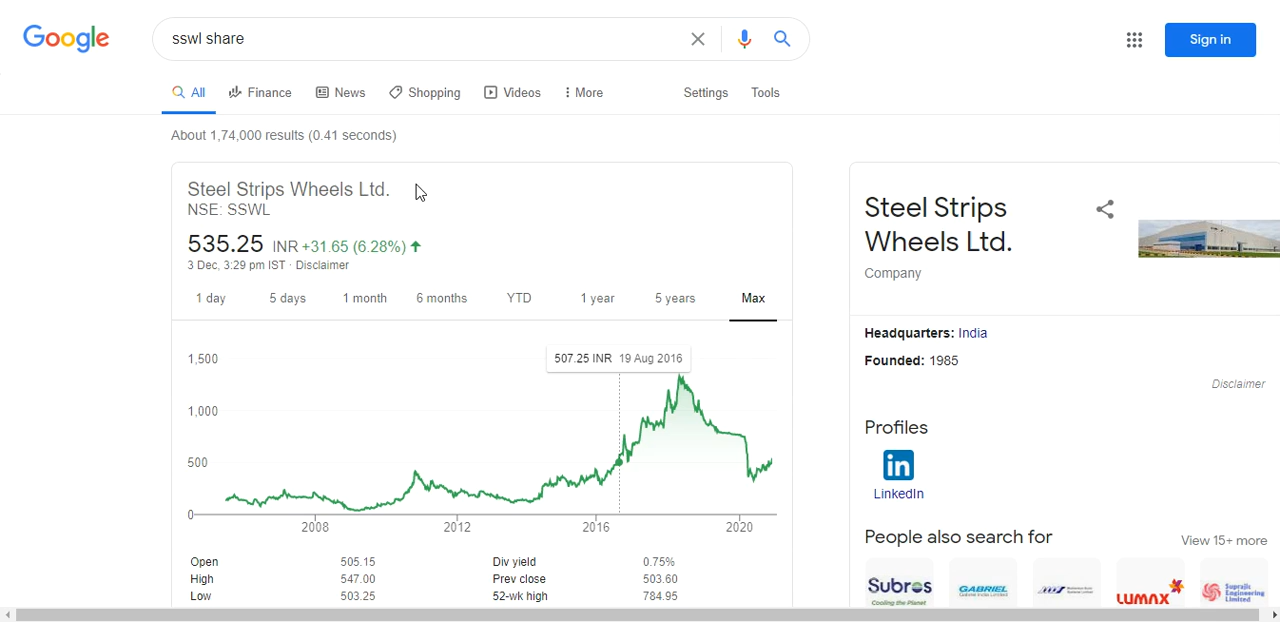 Google
sswl share
Sign in
All Finance News Shopping Videos More Settings Tools
About 1,74,000 results (0.41 seconds)
Steel Strips Wheels Ltd.
NSE: SSWL
535.25 INR +31.65 (6.28%)
3 Dec, 3:29 pm IST · Disclaimer
1 day 5 days 1 month 6 months YTD 1 year 5 years Max
507.25 INR 19 Aug 2016
1,500
1,000
500
0
2008 2012 2016 2020
Open 505.15 Div yield 0.75%
High 547.00 Prev close 503.60
Low 503.25 52-wk high 784.95
Steel Strips
Wheels Ltd.
Company
Headquarters: India
Founded: 1985
Disclaimer
Profiles
in
LinkedIn
People also search for View 15+ more
Subros
Cooling the Planet
GABRIEL
LUMAX
Suprajit
Engineering
Limited